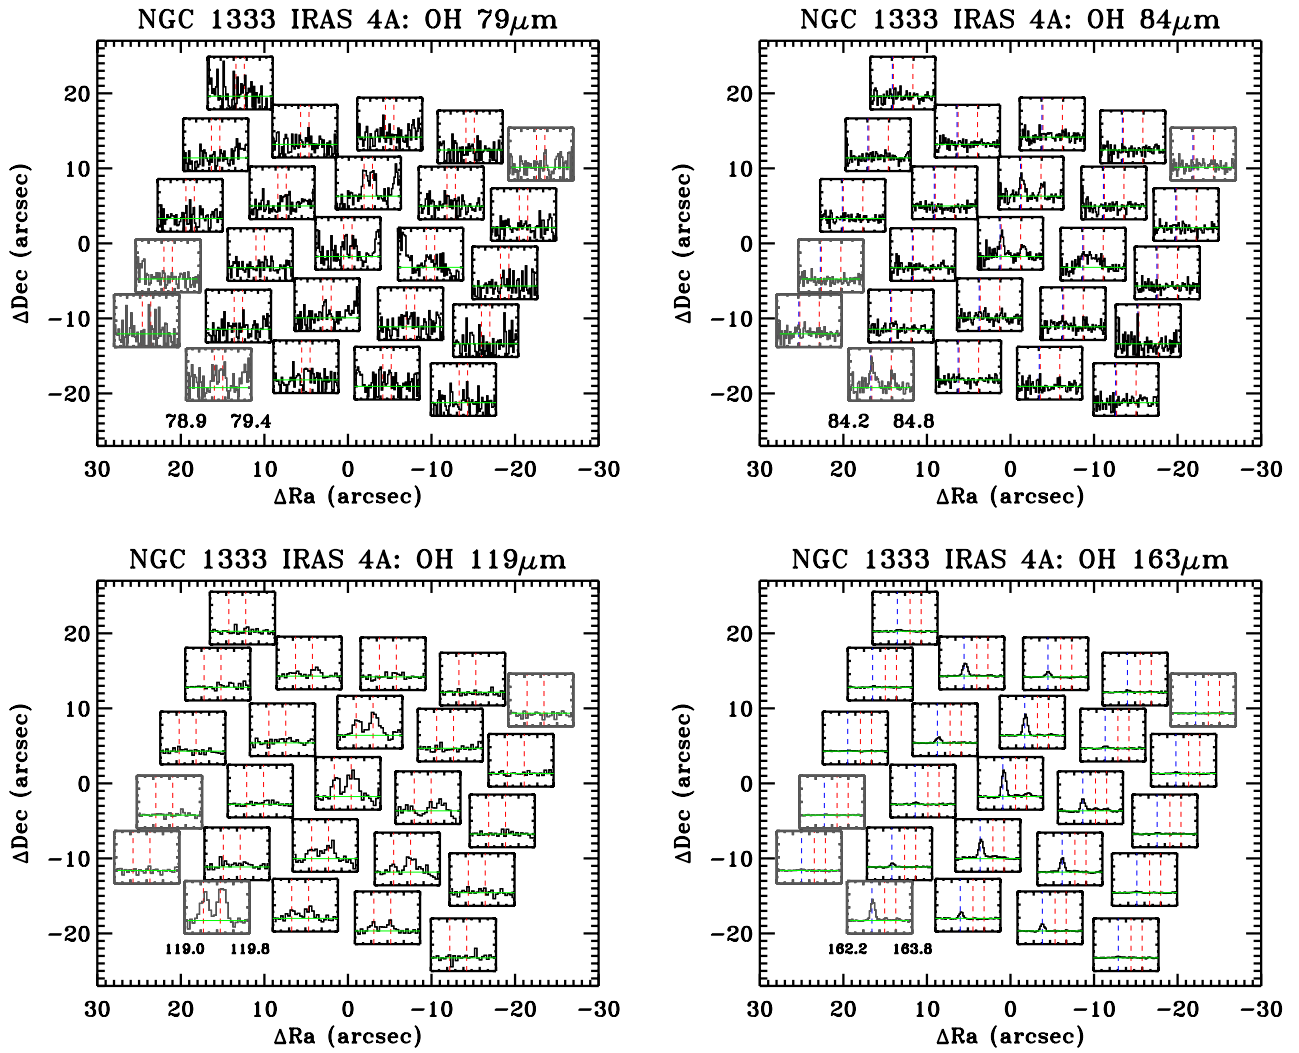 NGC 1333 IRAS 4A: OH 79μm
20
10
0
−10
−20
ΔDec (arcsec)
78.9 79.4
30 20 10 0 −10 −20 −30
ΔRa (arcsec)
NGC 1333 IRAS 4A: OH 84μm
20
10
0
−10
−20
ΔDec (arcsec)
84.2 84.8
30 20 10 0 −10 −20 −30
ΔRa (arcsec)
NGC 1333 IRAS 4A: OH 119μm
20
10
0
−10
−20
ΔDec (arcsec)
119.0 119.8
30 20 10 0 −10 −20 −30
ΔRa (arcsec)
NGC 1333 IRAS 4A: OH 163μm
20
10
0
−10
−20
ΔDec (arcsec)
162.2 163.8
30 20 10 0 −10 −20 −30
ΔRa (arcsec)